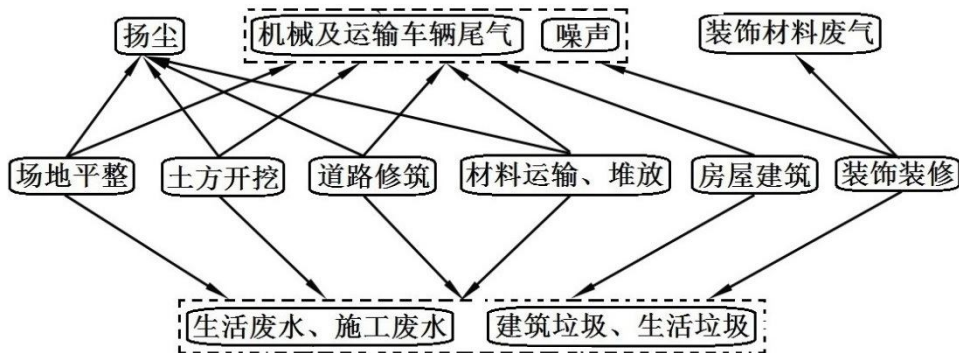 扬尘
机械及运输车辆尾气
噪声
装饰材料废气
场地平整
土方开挖
道路修筑
材料运输、堆放
房屋建筑
装饰装修
生活废水、施工废水
建筑垃圾、生活垃圾